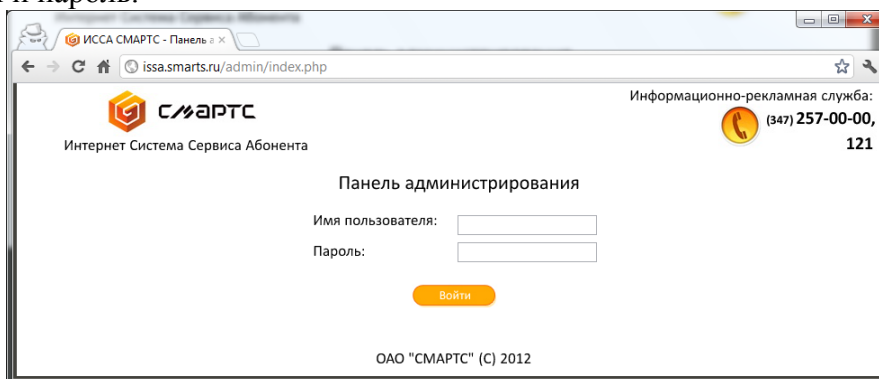 и пароль.
ИССА СМАРТС - Панель а
issa.smarts.ru/admin/index.php
СМАРТС
Интернет Система Сервиса Абонента
Информационно-рекламная служба:
(347) 257-00-00,
121
Панель администрирования
Имя пользователя:
Пароль:
Войти
ОАО "СМАРТС" (С) 2012